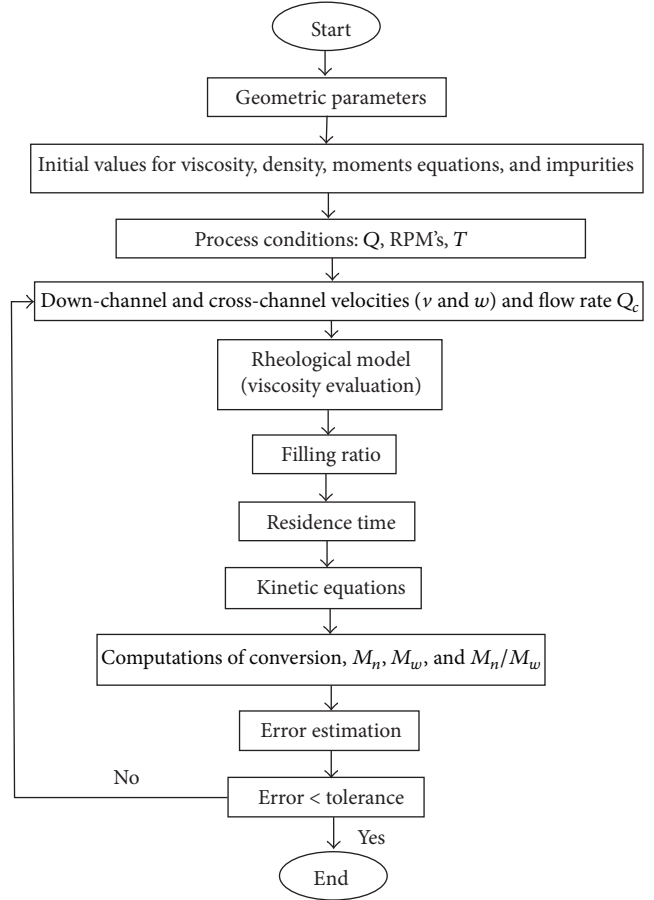 Start
Geometric parameters
Initial values for viscosity, density, moments equations, and impurities
Process conditions: Q, RPM's, T
Down-channel and cross-channel velocities (v and w) and flow rate Q_c
Rheological model
(viscosity evaluation)
Filling ratio
Residence time
Kinetic equations
Computations of conversion, M_n, M_w, and M_n/M_w
Error estimation
No
Error < tolerance
Yes
End